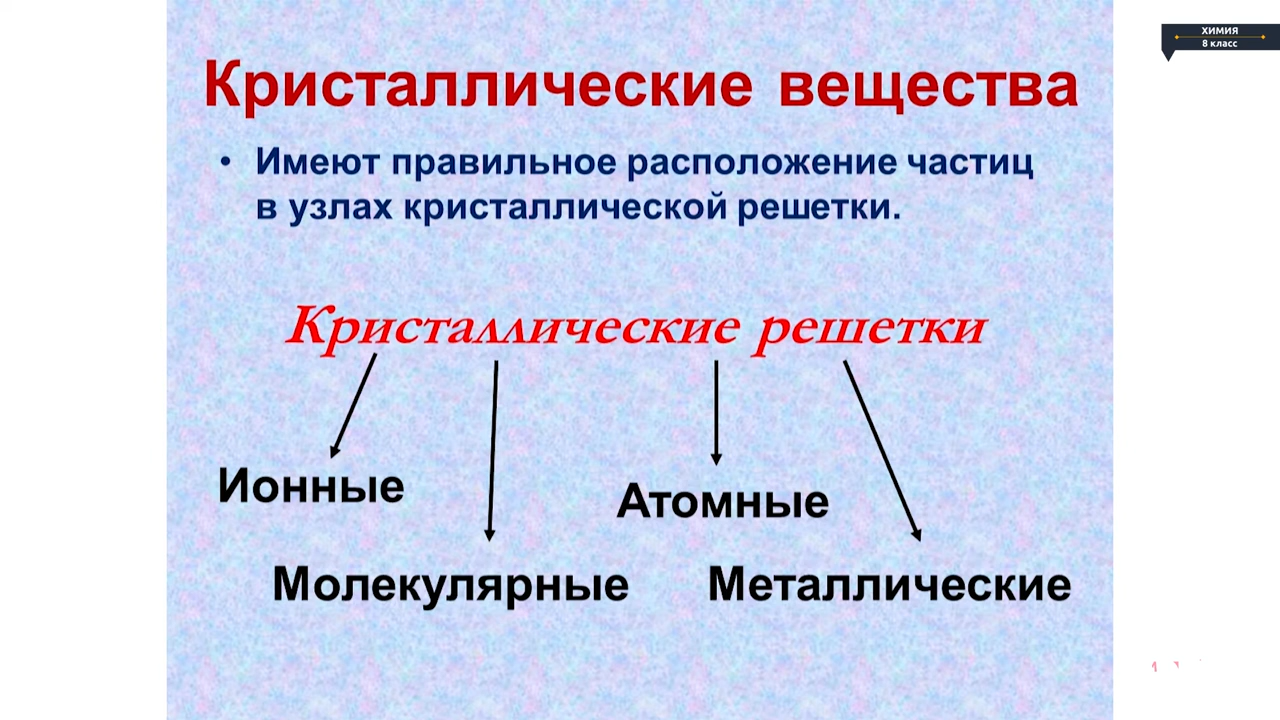 ХИМИЯ
8 класс
Кристаллические вещества
• Имеют правильное расположение частиц
в узлах кристаллической решетки.
Кристаллические решетки
Ионные
Атомные
Молекулярные
Металлические